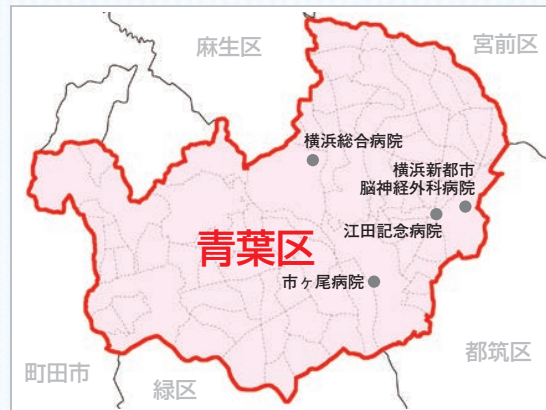 麻生区
宮前区
横浜総合病院
横浜新都市
脳神経外科病院
江田記念病院
青葉区
市ヶ尾病院
都筑区
町田市
緑区